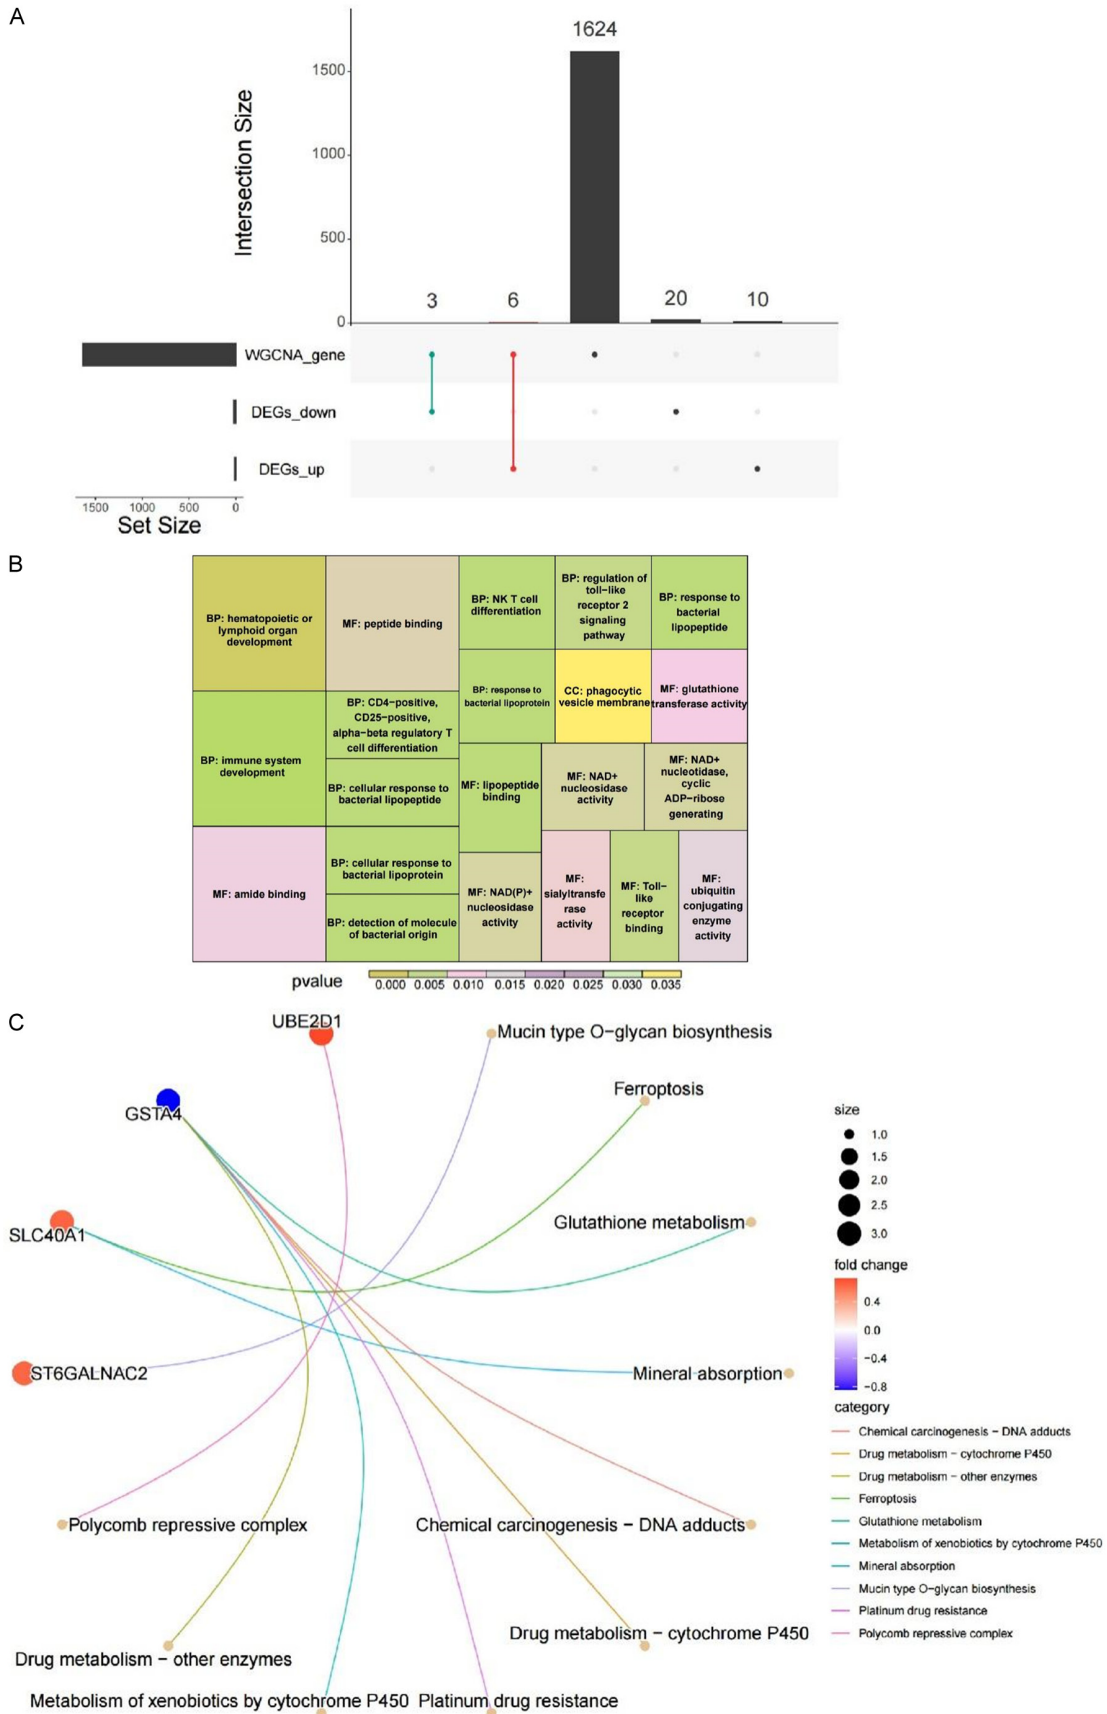 A
1624
Intersection Size
1500
1000
500
0
3
6
20
10
WGCNA_gene
DEGs_down
DEGs_up
1500
1000
500
0
Set Size
B
BP: hematopoietic or
lymphoid organ
development
MF: peptide binding
BP: NK T cell
differentiation
BP: regulation of
toll-like
receptor 2
signaling
pathway
BP: response to
bacterial
lipopeptide
BP: response to
bacterial lipoprotein
CC: phagocytic
vesicle membrane
MF: glutathione
transferase activity
BP: immune system
development
BP: CD4-positive,
CD25-positive,
alpha-beta regulatory T
cell differentiation
BP: cellular response to
bacterial lipopeptide
MF: lipopeptide
binding
MF: NAD+
nucleosidase
activity
MF: NAD+
nucleotidase,
cyclic
ADP-ribose
generating
MF: amide binding
BP: cellular response to
bacterial lipoprotein
BP: detection of molecule
of bacterial origin
MF: NAD(P)+
nucleosidase
activity
MF:
sialyltransfe
rase
activity
MF: Toll-
like
receptor
binding
MF:
ubiquitin
conjugating
enzyme
activity
pvalue
0.000 0.005 0.010 0.015 0.020 0.025 0.030 0.035
C
UBE2D1
Mucin type O-glycan biosynthesis
GSTA4
Ferroptosis
SLC40A1
Glutathione metabolism
ST6GALNAC2
Mineral absorption
Polycomb repressive complex
Chemical carcinogenesis - DNA adducts
Drug metabolism - other enzymes
Drug metabolism - cytochrome P450
Metabolism of xenobiotics by cytochrome P450
Platinum drug resistance
size
1.0
1.5
2.0
2.5
3.0
fold change
0.4
0.0
-0.4
-0.8
category
Chemical carcinogenesis - DNA adducts
Drug metabolism - cytochrome P450
Drug metabolism - other enzymes
Ferroptosis
Glutathione metabolism
Metabolism of xenobiotics by cytochrome P450
Mineral absorption
Mucin type O-glycan biosynthesis
Platinum drug resistance
Polycomb repressive complex